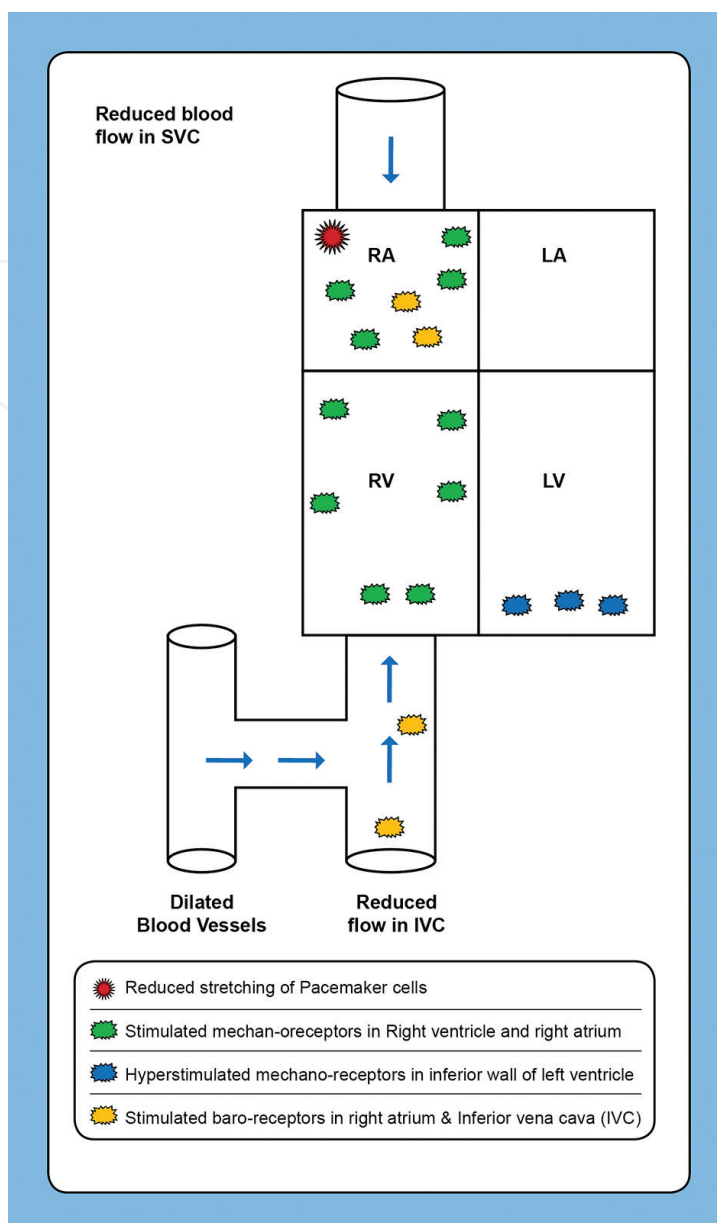 Reduced blood
flow in SVC
RA
LA
RV
LV
Dilated
Blood Vessels
Reduced
flow in IVC
Reduced stretching of Pacemaker cells
Stimulated mechan-oreceptors in Right ventricle and right atrium
Hyperstimulated mechano-receptors in inferior wall of left ventricle
Stimulated baro-receptors in right atrium & Inferior vena cava (IVC)